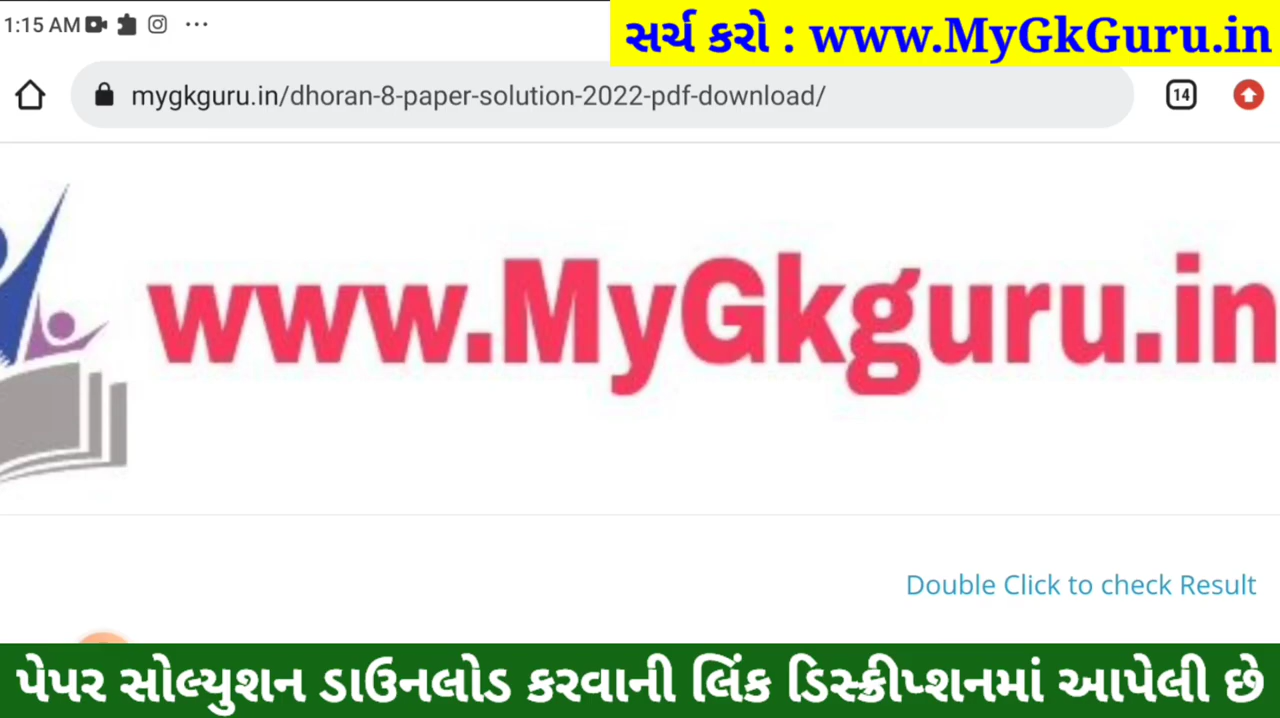 1:15 AM
સર્ચ કરો : www.MyGkGuru.in
mygkguru.in/dhoran-8-paper-solution-2022-pdf-download/
14
www.MyGkguru.in
Double Click to check Result
પેપર સોલ્યુશન ડાઉનલોડ કરવાની લિંક ડિસ્ક્રીપ્શનમાં આપેલી છે